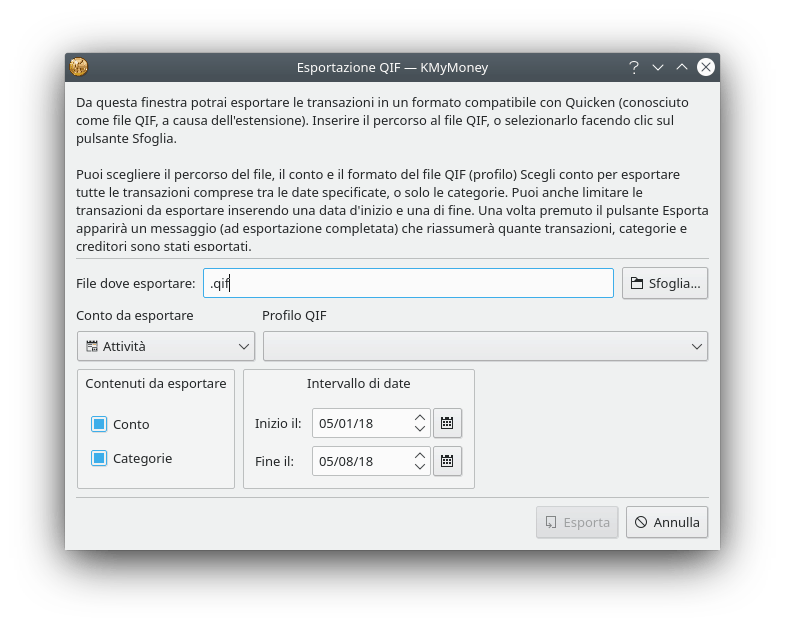 Esportazione QIF — KMyMoney
Da questa finestra potrai esportare le transazioni in un formato compatibile con Quicken (conosciuto
come file QIF, a causa dell'estensione). Inserire il percorso al file QIF, o selezionarlo facendo clic sul
pulsante Sfoglia.
Puoi scegliere il percorso del file, il conto e il formato del file QIF (profilo) Scegli conto per esportare
tutte le transazioni comprese tra le date specificate, o solo le categorie. Puoi anche limitare le
transazioni da esportare inserendo una data d'inizio e una di fine. Una volta premuto il pulsante Esporta
apparirà un messaggio (ad esportazione completata) che riassumerà quante transazioni, categorie e
creditori sono stati esportati.
File dove esportare: .qif Sfoglia...
Conto da esportare Profilo QIF
Attività
Contenuti da esportare Intervallo di date
Conto Inizio il: 05/01/18
Categorie Fine il: 05/08/18
Esporta Annulla